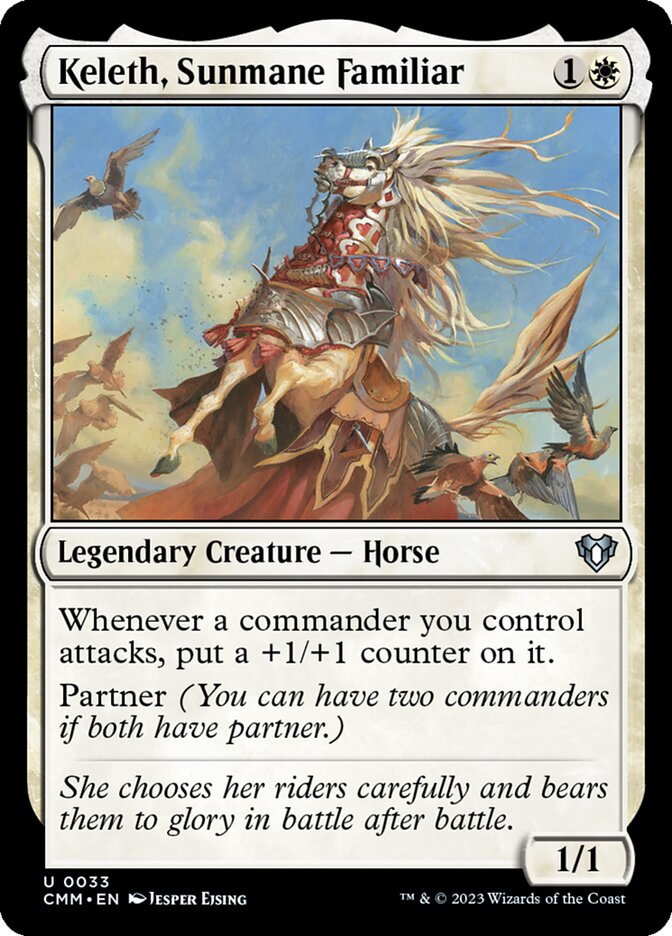 Keleth, Sunmane Familiar 1
Legendary Creature — Horse
Whenever a commander you control
attacks, put a +1/+1 counter on it.
Partner (You can have two commanders
if both have partner.)
She chooses her riders carefully and bears
them to glory in battle after battle.
1/1
U 0033
CMM • EN Jesper Ejsing
™ & © 2023 Wizards of the Coast